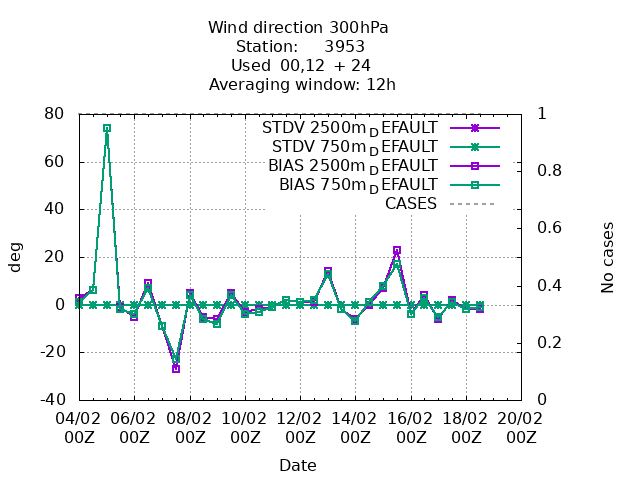 Wind direction 300hPa
Station: 3953
Used 00,12 + 24
Averaging window: 12h
STDV 2500m_DEFAULT
STDV 750m_DEFAULT
BIAS 2500m_DEFAULT
BIAS 750m_DEFAULT
CASES
80
60
40
20
0
-20
-40
deg
1
0.8
0.6
0.4
0.2
0
No cases
04/02 06/02 08/02 10/02 12/02 14/02 16/02 18/02 20/02
00Z 00Z 00Z 00Z 00Z 00Z 00Z 00Z 00Z
Date